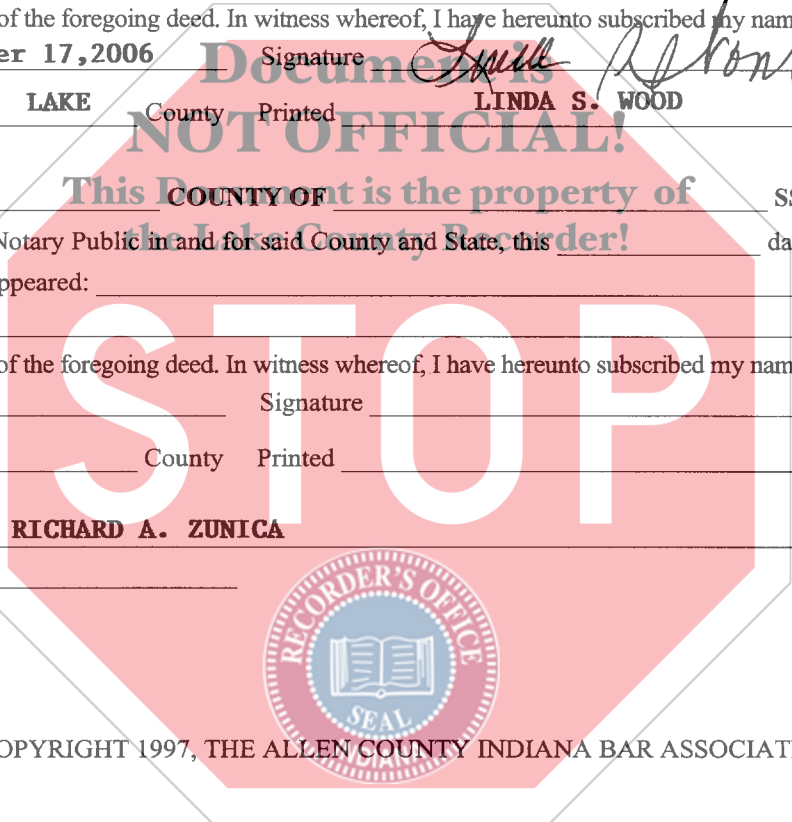 of the foregoing deed. In witness whereof, I have hereunto subscribed my nam
er 17,2006 Signature
Document is
LAKE County Printed LINDA S. WOOD
NOT OFFICIAL!
This Document is the property of
COUNTY OF SS
the Lake County Recorder!
Notary Public in and for said County and State, this da
ppeared:
STOP
of the foregoing deed. In witness whereof, I have hereunto subscribed my nam
Signature
County Printed
RICHARD A. ZUNICA
RECORDER'S OFFICE
SEAL
INDIANA
OPYRIGHT 1997, THE ALLEN COUNTY INDIANA BAR ASSOCIATI